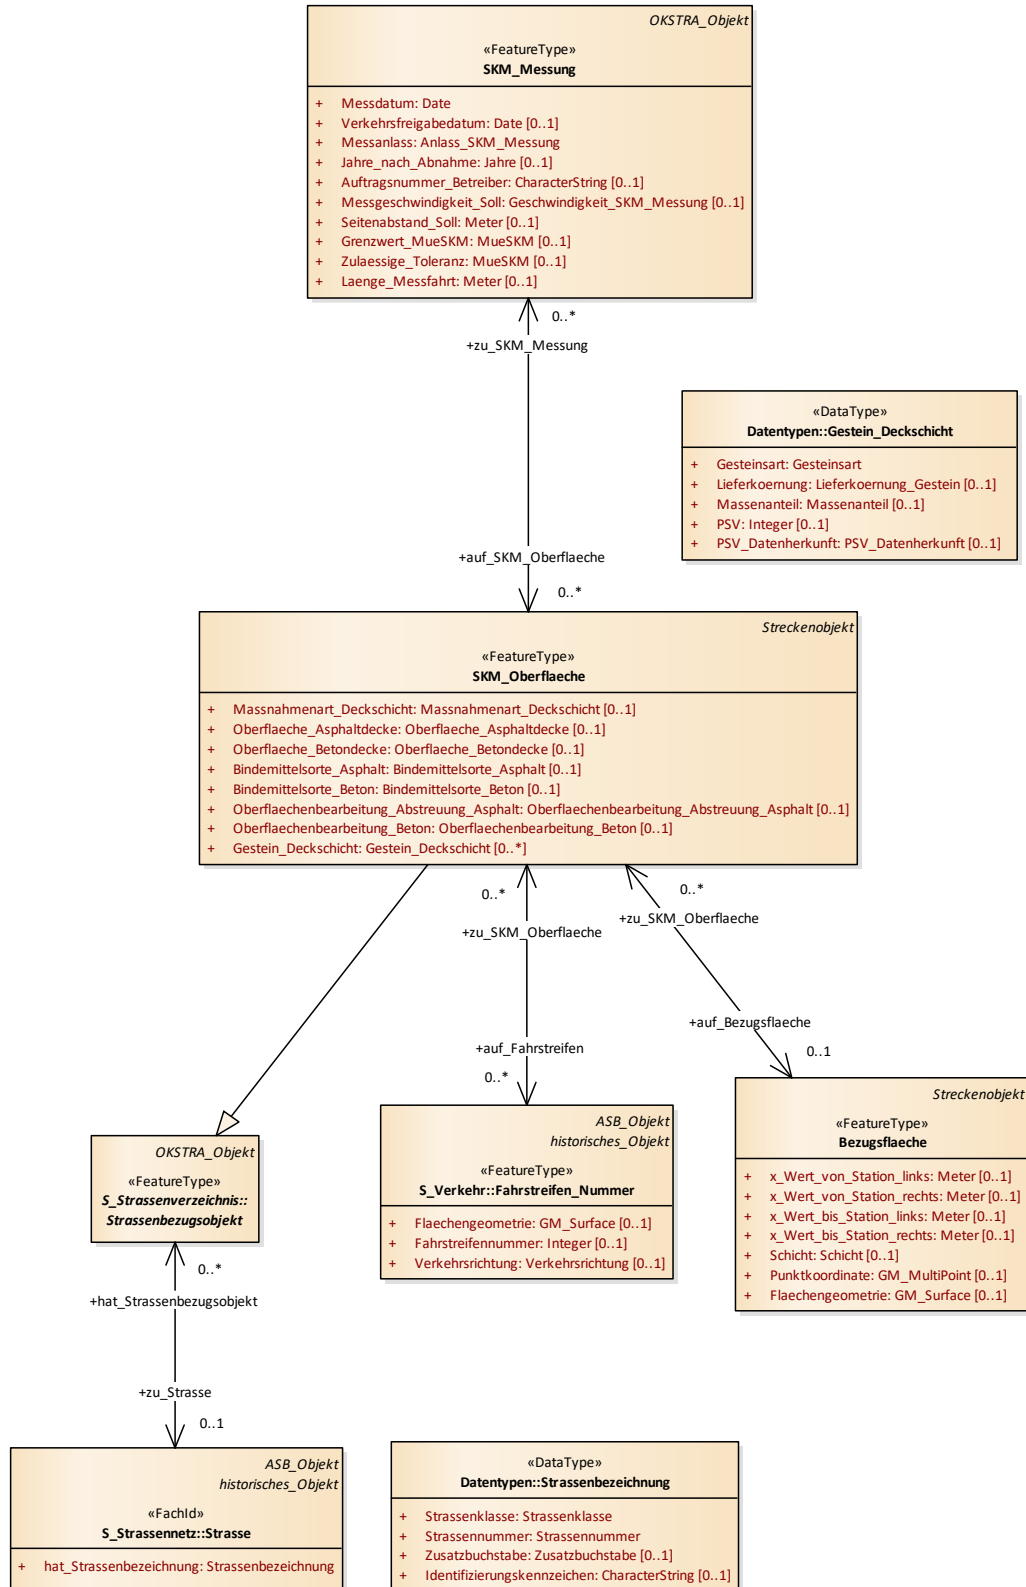 OKSTRA_Objekt
«FeatureType»
SKM_Messung
+ Messdatum: Date
+ Verkehrsfreigabedatum: Date [0..1]
+ Messanlass: Anlass_SKM_Messung
+ Jahre_nach_Abnahme: Jahre [0..1]
+ Auftragsnummer_Betreiber: CharacterString [0..1]
+ Messgeschwindigkeit_Soll: Geschwindigkeit_SKM_Messung [0..1]
+ Seitenabstand_Soll: Meter [0..1]
+ Grenzwert_MueSKM: MueSKM [0..1]
+ Zulaessige_Toleranz: MueSKM [0..1]
+ Laenge_Messfahrt: Meter [0..1]
0..*
+zu_SKM_Messung
«DataType»
Datentypen::Gestein_Deckschicht
+ Gesteinsart: Gesteinsart
+ Lieferkoernung: Lieferkoernung_Gestein [0..1]
+ Massenanteil: Massenanteil [0..1]
+ PSV: Integer [0..1]
+ PSV_Datenherkunft: PSV_Datenherkunft [0..1]
+auf_SKM_Oberflaeche
0..*
Streckenobjekt
«FeatureType»
SKM_Oberflaeche
+ Massnahmenart_Deckschicht: Massnahmenart_Deckschicht [0..1]
+ Oberflaeche_Asphaltdecke: Oberflaeche_Asphaltdecke [0..1]
+ Oberflaeche_Betondecke: Oberflaeche_Betondecke [0..1]
+ Bindemittelsorte_Asphalt: Bindemittelsorte_Asphalt [0..1]
+ Bindemittelsorte_Beton: Bindemittelsorte_Beton [0..1]
+ Oberflaechenbearbeitung_Abstreuung_Asphalt: Oberflaechenbearbeitung_Abstreuung_Asphalt [0..1]
+ Oberflaechenbearbeitung_Beton: Oberflaechenbearbeitung_Beton [0..1]
+ Gestein_Deckschicht: Gestein_Deckschicht [0..*]
0..*
+zu_SKM_Oberflaeche
0..*
+zu_SKM_Oberflaeche
+auf_Fahrstreifen
0..*
+auf_Bezugsflaeche
0..1
OKSTRA_Objekt
«FeatureType»
S_Strassenverzeichnis::
Strassenbezugsobjekt
ASB_Objekt
historisches_Objekt
«FeatureType»
S_Verkehr::Fahrstreifen_Nummer
+ Flaechengeometrie: GM_Surface [0..1]
+ Fahrstreifennummer: Integer [0..1]
+ Verkehrsrichtung: Verkehrsrichtung [0..1]
Streckenobjekt
«FeatureType»
Bezugsflaeche
+ x_Wert_von_Station_links: Meter [0..1]
+ x_Wert_von_Station_rechts: Meter [0..1]
+ x_Wert_bis_Station_links: Meter [0..1]
+ x_Wert_bis_Station_rechts: Meter [0..1]
+ Schicht: Schicht [0..1]
+ Punktkoordinate: GM_MultiPoint [0..1]
+ Flaechengeometrie: GM_Surface [0..1]
0..*
+hat_Strassenbezugsobjekt
+zu_Strasse
0..1
ASB_Objekt
historisches_Objekt
«FachId»
S_Strassennetz::Strasse
+ hat_Strassenbezeichnung: Strassenbezeichnung
«DataType»
Datentypen::Strassenbezeichnung
+ Strassenklasse: Strassenklasse
+ Strassennummer: Strassennummer
+ Zusatzbuchstabe: Zusatzbuchstabe [0..1]
+ Identifizierungskennzeichen: CharacterString [0..1]